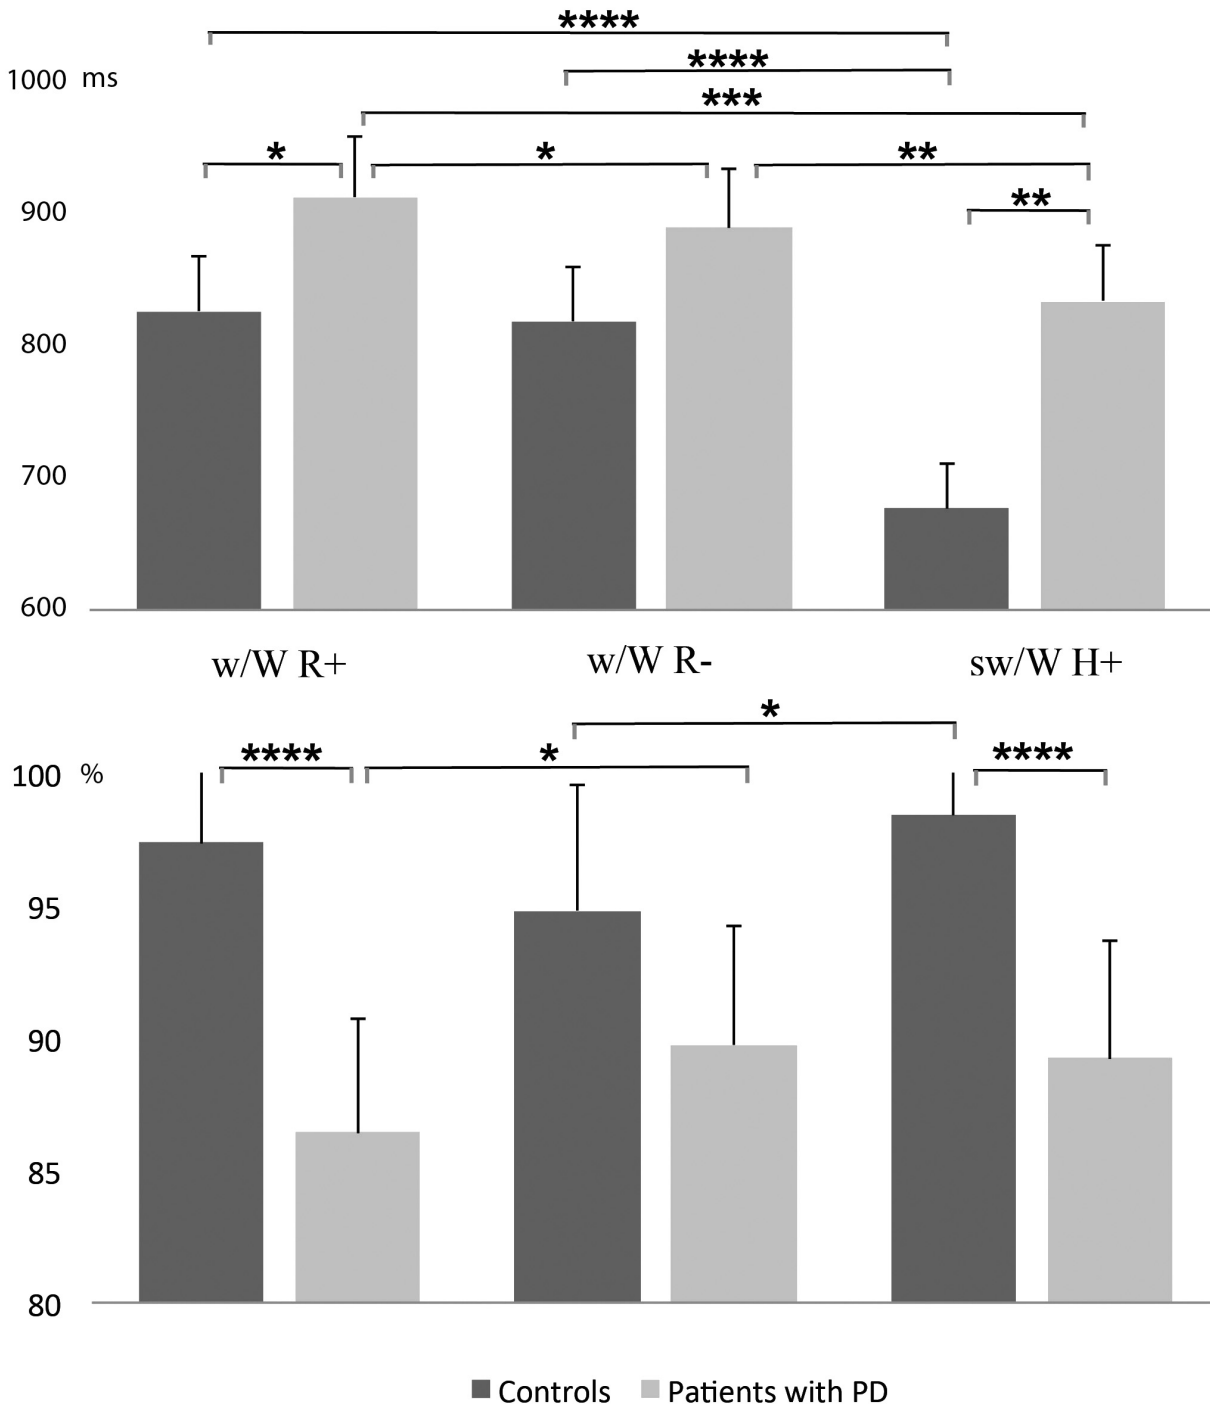 ****
****
1000 ms
***
* * **
**
900
800
700
600
w/W R+ w/W R- sw/W H+
*
**** * ****
100 %
95
90
85
80
Controls Patients with PD